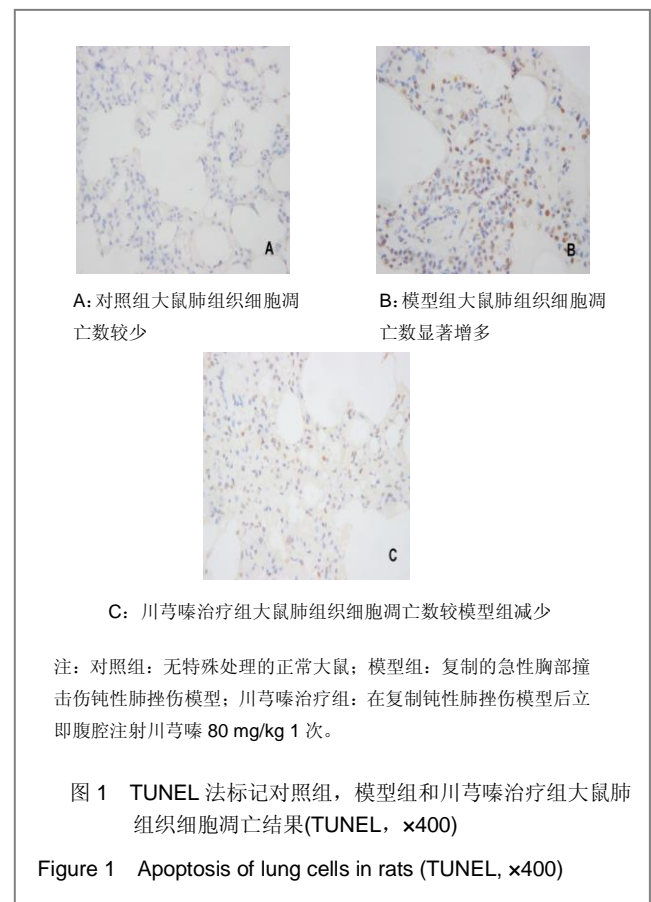 A
B
A:对照组大鼠肺组织细胞凋
亡数较少
B:模型组大鼠肺组织细胞凋
亡数显著增多
C
C：川芎嗪治疗组大鼠肺组织细胞凋亡数较模型组减少
注：对照组：无特殊处理的正常大鼠；模型组：复制的急性胸部撞
击伤钝性肺挫伤模型；川芎嗪治疗组：在复制钝性肺挫伤模型后立
即腹腔注射川芎嗪 80 mg/kg 1 次。
图 1 TUNEL 法标记对照组，模型组和川芎嗪治疗组大鼠肺
组织细胞凋亡结果(TUNEL，×400)
Figure 1 Apoptosis of lung cells in rats (TUNEL, ×400)